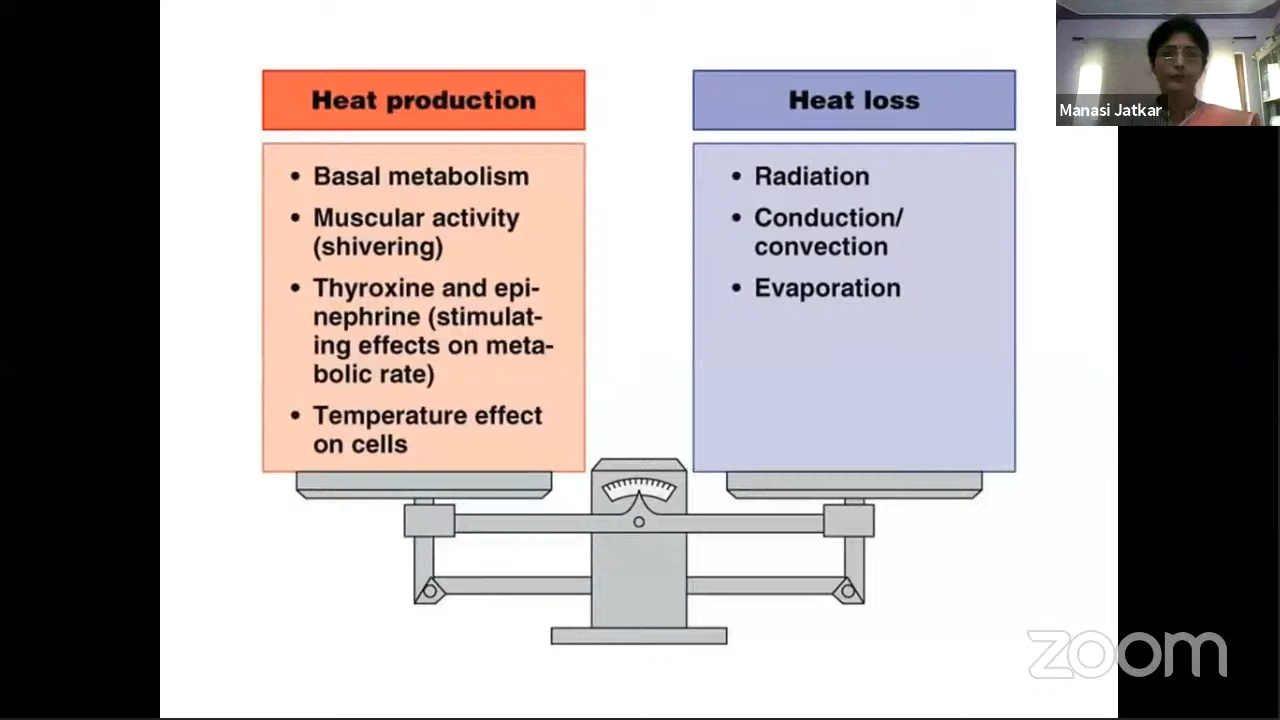 Heat production
• Basal metabolism
• Muscular activity
(shivering)
• Thyroxine and epi-
nephrine (stimulat-
ing effects on meta-
bolic rate)
• Temperature effect
on cells
Heat loss
• Radiation
• Conduction/
convection
• Evaporation
Manasi Jatkar
zoom